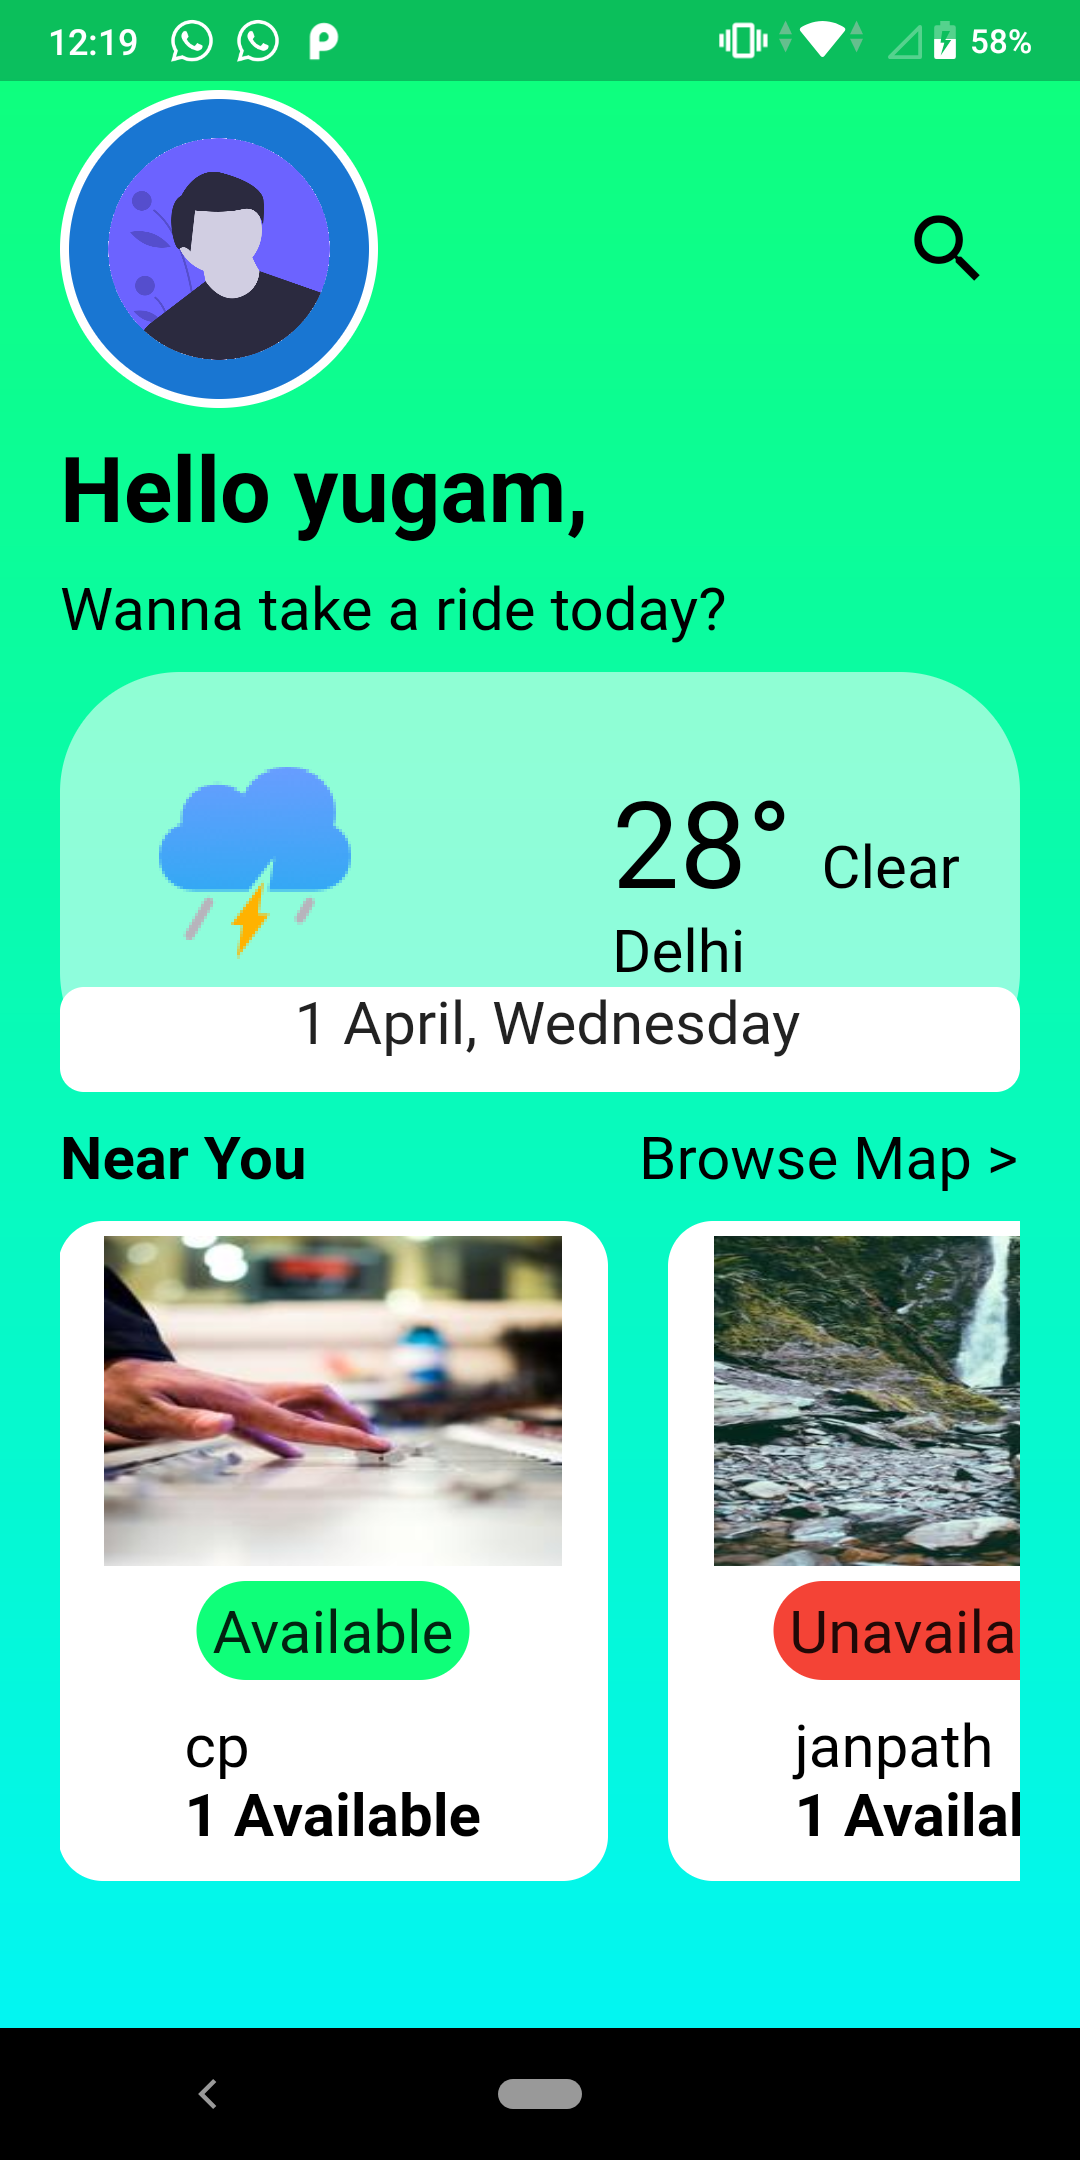 12:19
58%
Hello yugam,
Wanna take a ride today?
28° Clear
Delhi
1 April, Wednesday
Near You
Browse Map >
Available
Unavaila
cp
janpath
1 Available
1 Availal